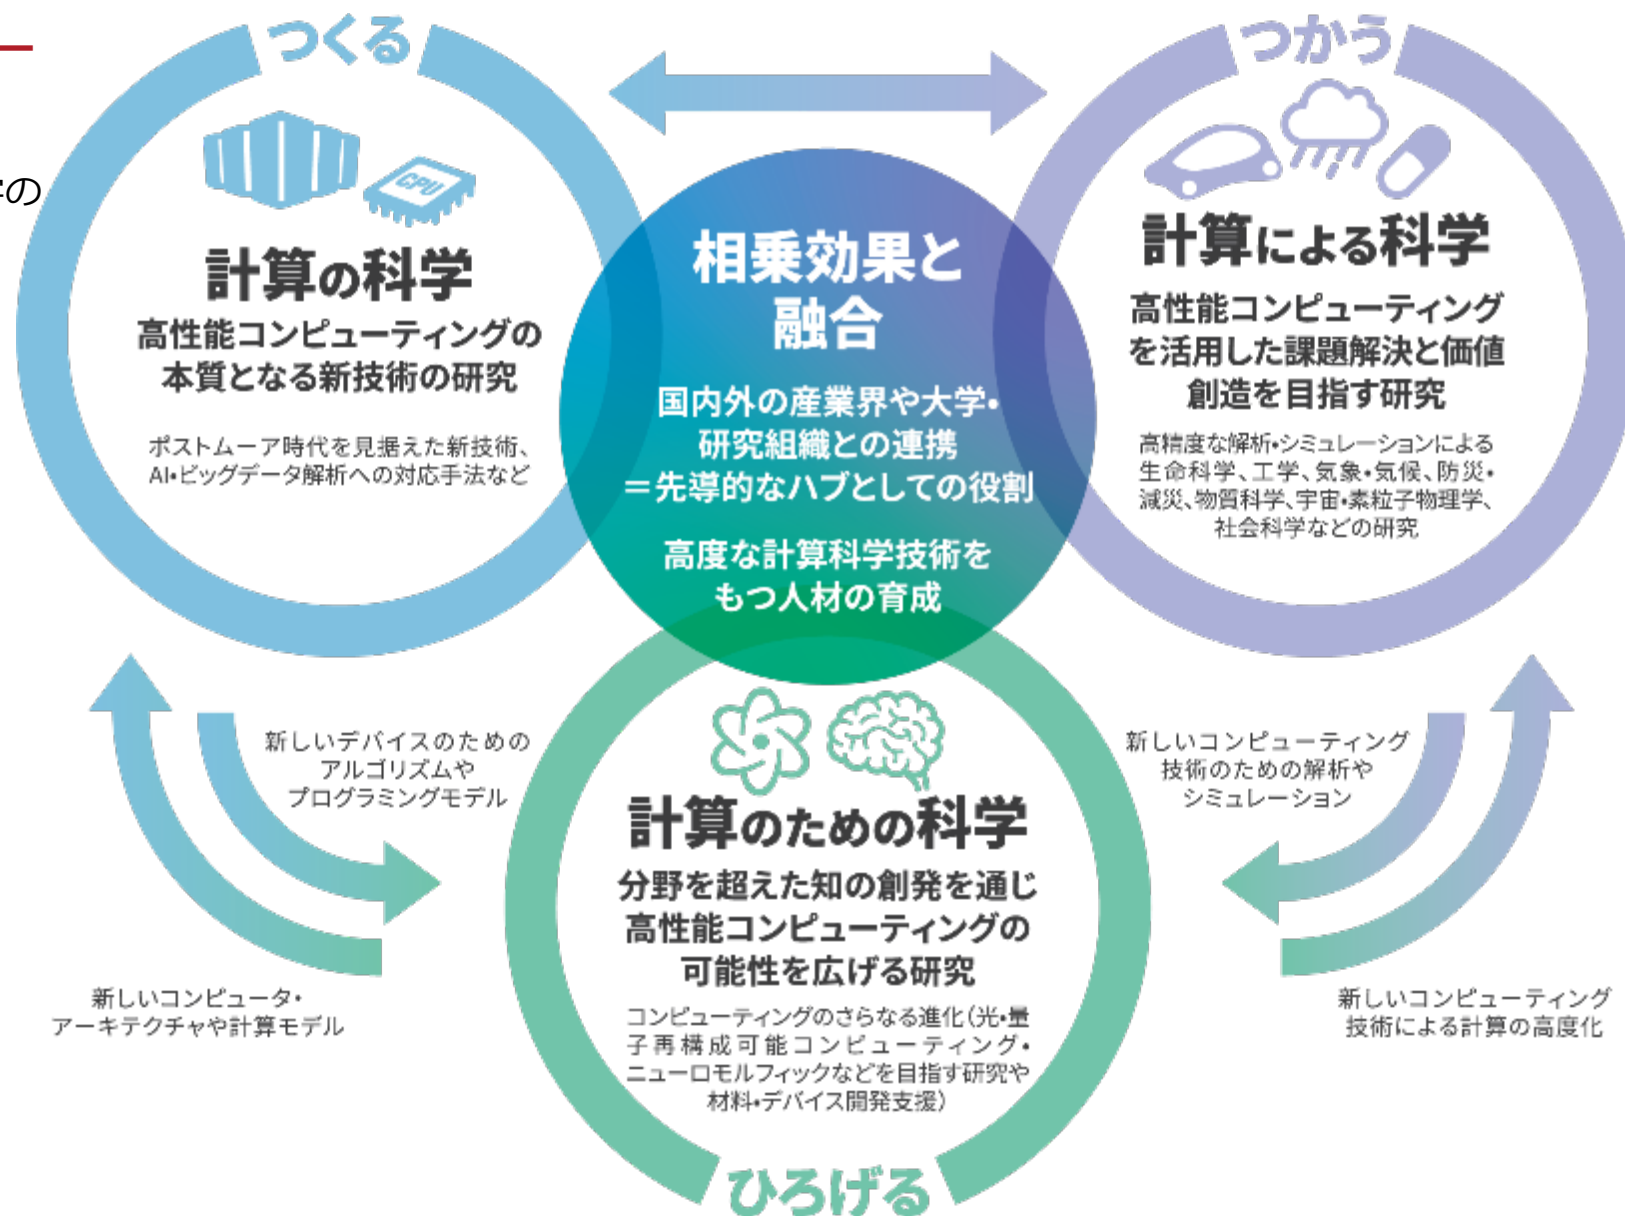 つくる
CPU
計算の科学
高性能コンピューティングの
本質となる新技術の研究
ポストムーア時代を見据えた新技術、
AI・ビッグデータ解析への対応手法など
つかう
計算による科学
高性能コンピューティング
を活用した課題解決と価値
創造を目指す研究
高精度な解析・シミュレーションによる
生命科学、工学、気象・気候、防災・
減災、物質科学、宇宙・素粒子物理学、
社会科学などの研究
相乗効果と
融合
国内外の産業界や大学・
研究組織との連携
＝先導的なハブとしての役割
高度な計算科学技術を
もつ人材の育成
新しいデバイスのための
アルゴリズムや
プログラミングモデル
新しいコンピュータ・
アーキテクチャや計算モデル
新しいコンピューティング
技術のための解析や
シミュレーション
新しいコンピューティング
技術による計算の高度化
計算のための科学
分野を超えた知の創発を通じ
高性能コンピューティングの
可能性を広げる研究
コンピューティングのさらなる進化（光・量
子再構成可能コンピューティング・
ニューロモルフィックなどを目指す研究や
材料・デバイス開発支援）
ひろげる
の